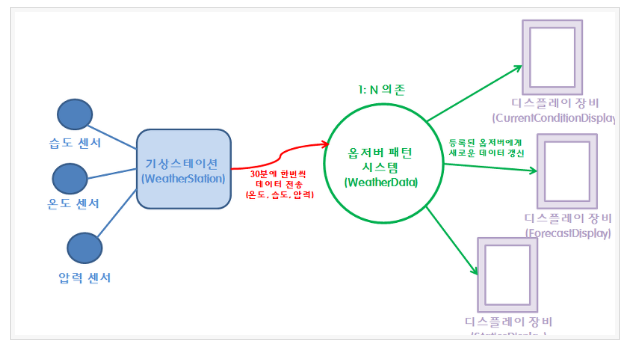 습도 센서
온도 센서
압력 센서
기상스테이션
(WeatherStation)
30분에 한번씩
데이터 전송
(온도, 습도, 압력)
1: N 의존
옵저버 패턴
시스템
(WeatherData)
등록된 옵저버에게
새로운 데이터 갱신
디스플레이 장비
(CurrentConditionDisplay
디스플레이 장비
(ForecastDisplay)
디스플레이 장비